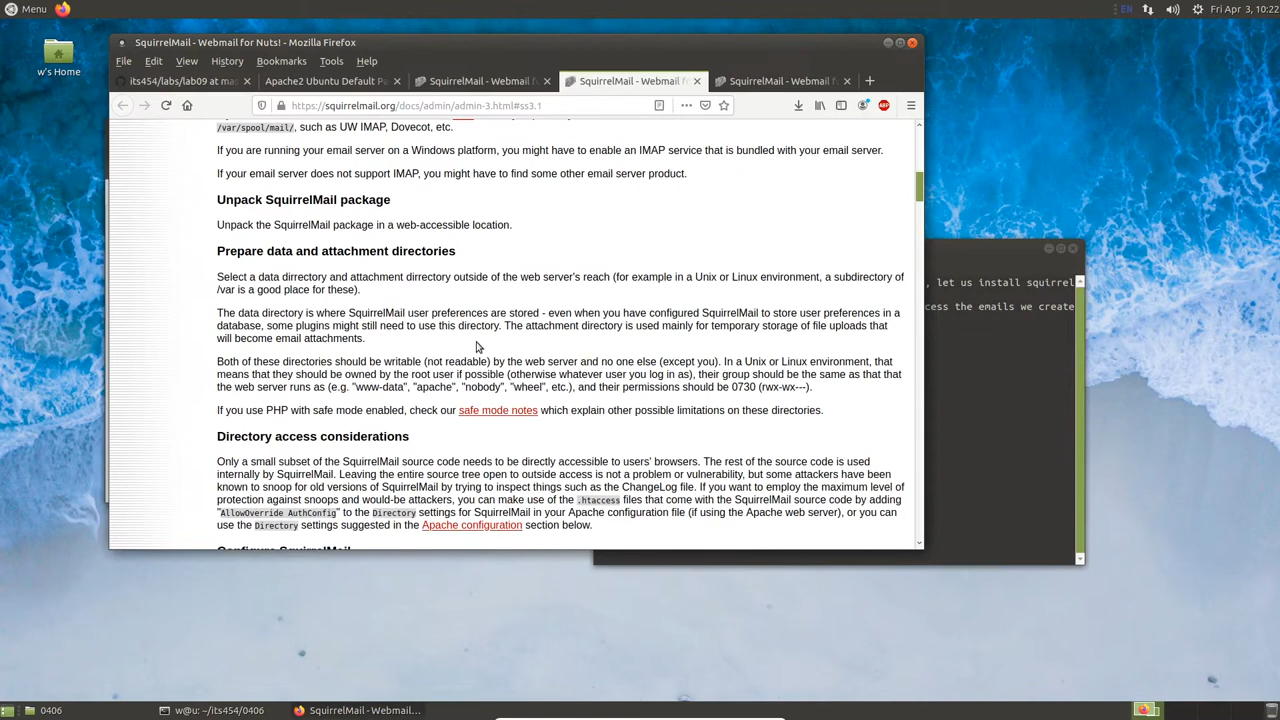 Menu
EN
Fri Apr 3, 10:22
w's Home
SquirrelMail - Webmail for Nuts! - Mozilla Firefox
File Edit View History Bookmarks Tools Help
its454/labs/lab09 at ma
Apache2 Ubuntu Default Pa
SquirrelMail - Webmail fo
SquirrelMail - Webmail fo
SquirrelMail - Webmail fo
https://squirrelmail.org/docs/admin/admin-3.html#ss3.1
ABP
/var/spool/mail/, such as UW IMAP, Dovecot, etc.
If you are running your email server on a Windows platform, you might have to enable an IMAP service that is bundled with your email server.
If your email server does not support IMAP, you might have to find some other email server product.
Unpack SquirrelMail package
Unpack the SquirrelMail package in a web-accessible location.
Prepare data and attachment directories
Select a data dirrectory and attachment dirrectory outside of the web server's reach (for example in a Unix or Linux environment, a subdirectory of
/var is a good place for these).
The data directory is where SquirrelMail user preferences are stored - even when you have configured SquirrelMail to store user preferences in a
database, some plugins might still need to use this directory. The attachment directory is used mainly for temporary storage of file uploads that
will become email attachments.
Both of these directories should be writable (not readable) by the web server and no one else (except you). In a Unix or Linux environment, that
means that they should be owned by the root user if possible (otherwise whatever user you log in as), their group should be the same as that that
the web server runs as (e.g. "www-data", "apache", "nobody", "wheel", etc.), and their permissions should be 0730 (rwx-wx---).
If you use PHP with safe mode enabled, check our safe mode notes which explain other possible limitations on these directories.
Directory access considerations
Only a small subset of the SquirrelMail source code needs to be directly accessible to users' browsers. The rest of the source code is used
internally by SquirrelMail. Leaving the entire source tree open to outside access is not a problem or vulnerability, but some attackers have been
known to snoop for old versions of SquirrelMail by trying to inspect things such as the ChangeLog file. If you want to employ the maximum level of
protection against snoops and would-be attackers, you can make use of the .htaccess files that come with the SquirrelMail source code by adding
"AllowOverride AuthConfig" to the Directory settings for SquirrelMail in your Apache configuration file (if using the Apache web server), or you can
use the Directory settings suggested in the Apache configuration section below.
Configure SquirrelMail
, let us install squirrel
cess the emails we create
0406
w@u: ~/its454/0406
SquirrelMail - Webmail...